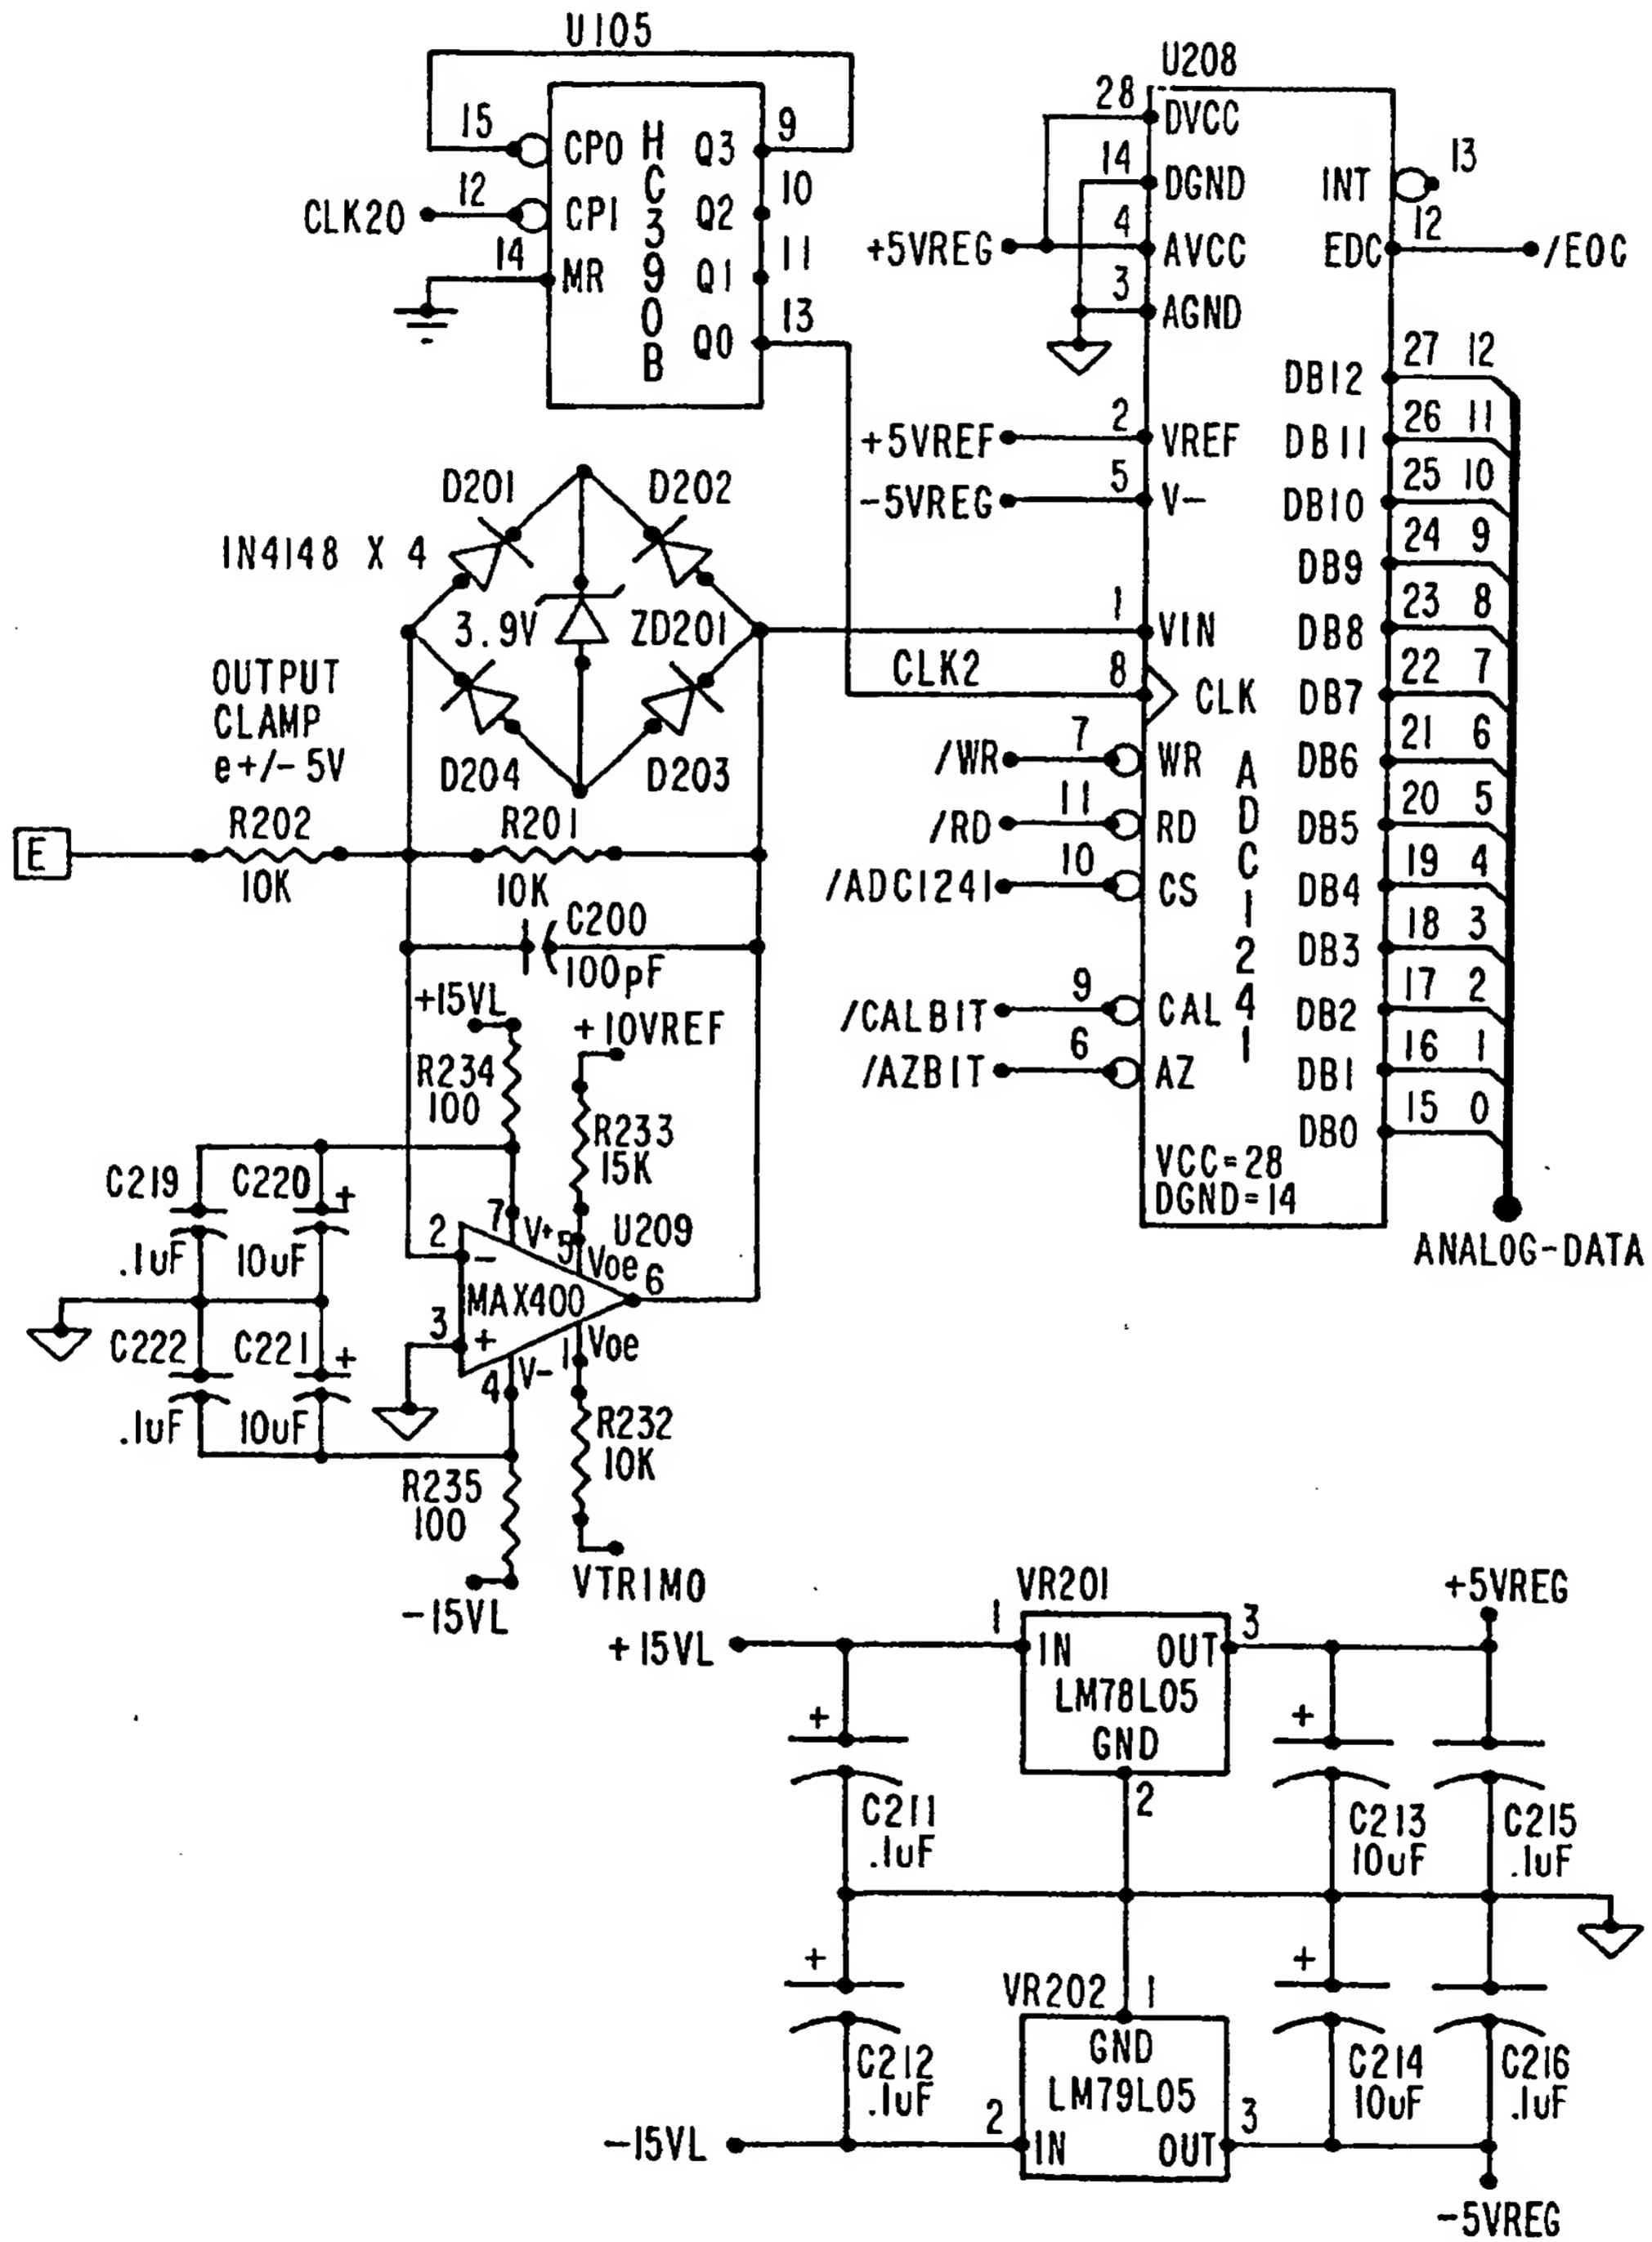 U105
15
CP0
HC390B
Q3
9
CLK20
12
CP1
Q2
10
14
MR
Q1
11
Q0
13
U208
28
DVCC
14
DGND
INT
13
+5VREG
4
AVCC
EDC
12
/EOC
3
AGND
DB12
27
12
+5VREF
2
VREF
DB11
26
11
-5VREG
5
V-
DB10
25
10
DB9
24
9
1
VIN
DB8
23
8
CLK2
8
CLK
DB7
22
7
/WR
7
WR
DB6
21
6
/RD
11
RD
DB5
20
5
/ADC1241
10
CS
DB4
19
4
DB3
18
3
/CALBIT
9
CAL
DB2
17
2
/AZBIT
6
AZ
DB1
16
1
DB0
15
0
ADC1241
VCC=28
DGND=14
ANALOG-DATA
D201
D202
1N4148 X 4
3.9V
ZD201
D204
D203
OUTPUT
CLAMP
e+/-5V
E
R202
10K
R201
10K
C200
100pF
+15VL
+10VREF
R234
100
R233
15K
C219
.1uF
C220
+
10uF
7
V+
5
Voe
U209
2
-
MAX400
6
3
+
4
V-
1
Voe
C222
.1uF
C221
+
10uF
R235
100
R232
10K
-15VL
VTRIM0
VR201
+5VREG
+15VL
1
IN
OUT
3
LM78L05
GND
2
+
C211
.1uF
+
C213
10uF
C215
.1uF
+
C212
.1uF
VR202
1
GND
LM79L05
+
C214
10uF
C216
.1uF
-15VL
2
IN
OUT
3
-5VREG